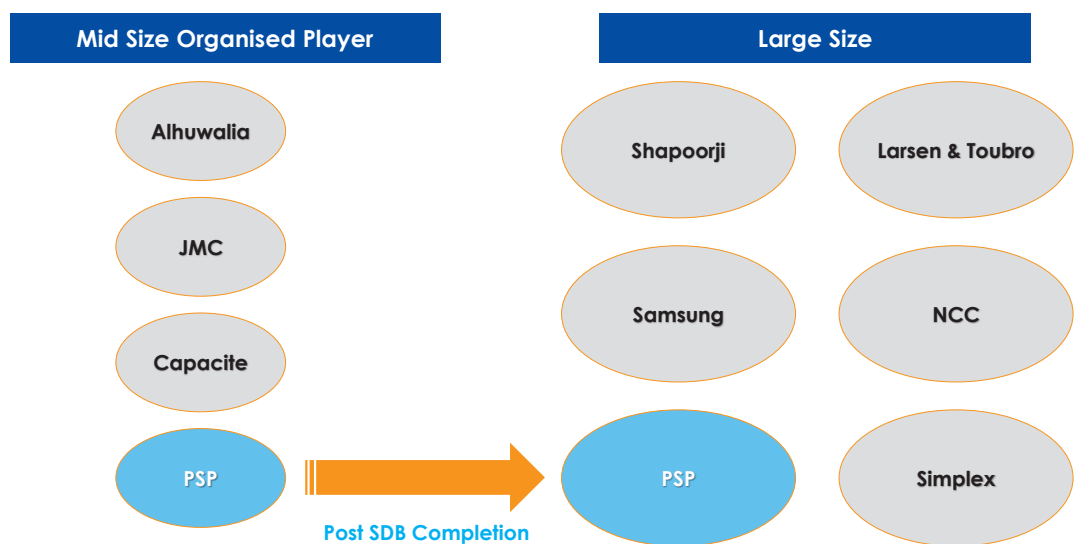 Mid Size Organised Player
Large Size
Alhuwalia
JMC
Capacite
PSP
Post SDB Completion
Shapoorji
Larsen & Toubro
Samsung
NCC
PSP
Simplex